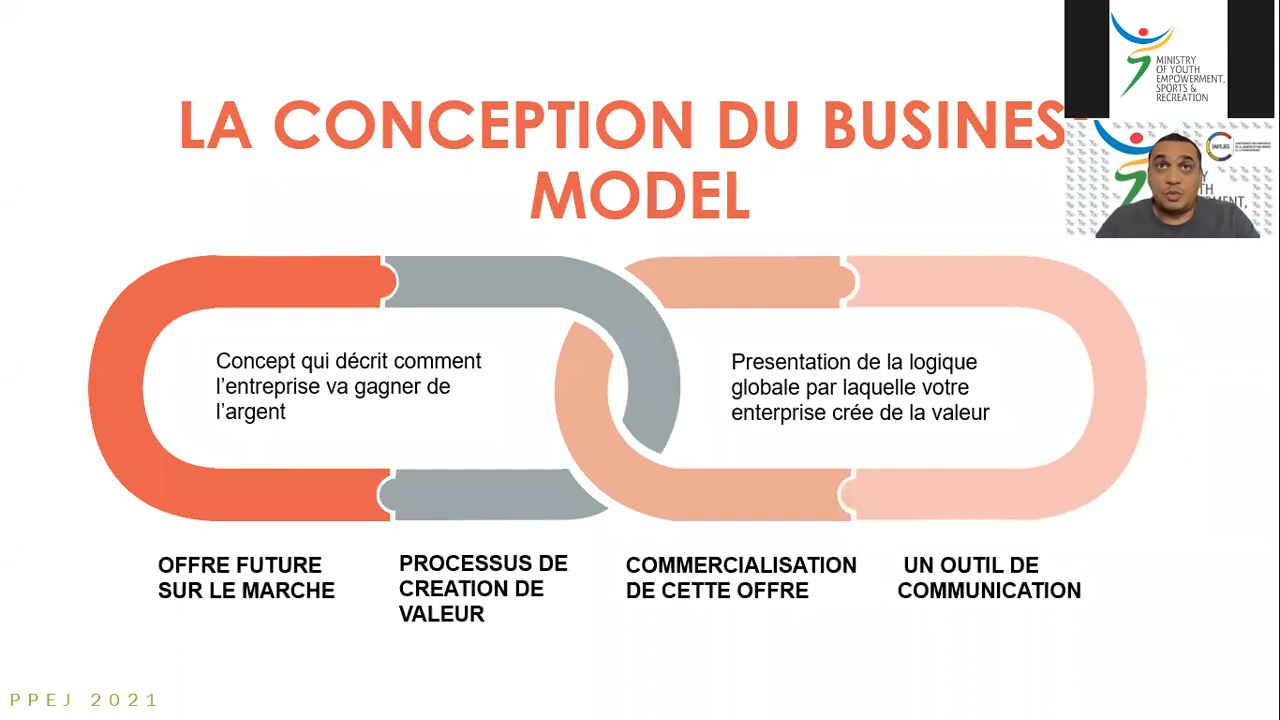 LA CONCEPTION DU BUSINES
MODEL
MINISTRY
OF YOUTH
EMPOWERMENT,
SPORTS &
RECREATION
CONFEJES
Concept qui décrit comment
l’entreprise va gagner de
l’argent
Presentation de la logique
globale par laquelle votre
enterprise crée de la valeur
OFFRE FUTURE
SUR LE MARCHE
PROCESSUS DE
CREATION DE
VALEUR
COMMERCIALISATION
DE CETTE OFFRE
UN OUTIL DE
COMMUNICATION
PPEJ 2021